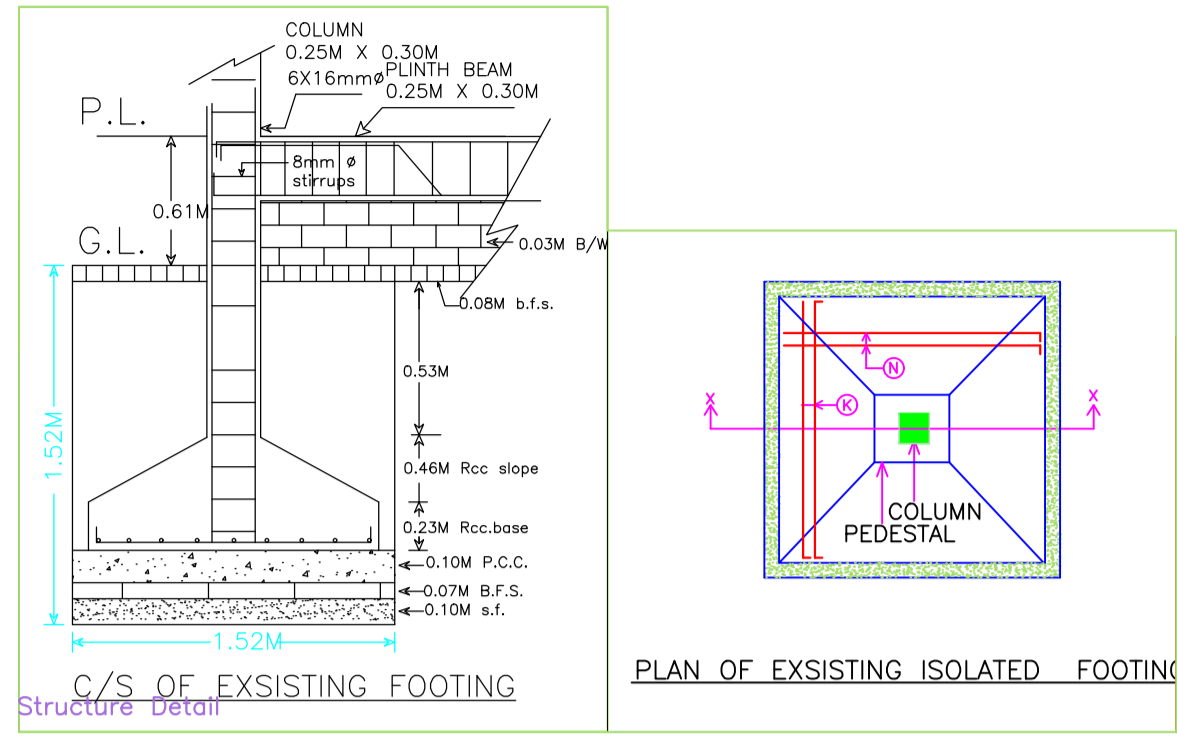 COLUMN
0.25M X 0.30M
6X16mmø
PLINTH BEAM
0.25M X 0.30M
P.L.
8mm ø
stirrups
0.61M
G.L.
0.03M B/W
0.08M b.f.s.
0.53M
1.52M
0.46M Rcc slope
0.23M Rcc.base
0.10M P.C.C.
0.07M B.F.S.
0.10M s.f.
1.52M
C/S OF EXSISTING FOOTING
Structure Detail
N
K
X
X
COLUMN
PEDESTAL
PLAN OF EXSISTING ISOLATED FOOTING